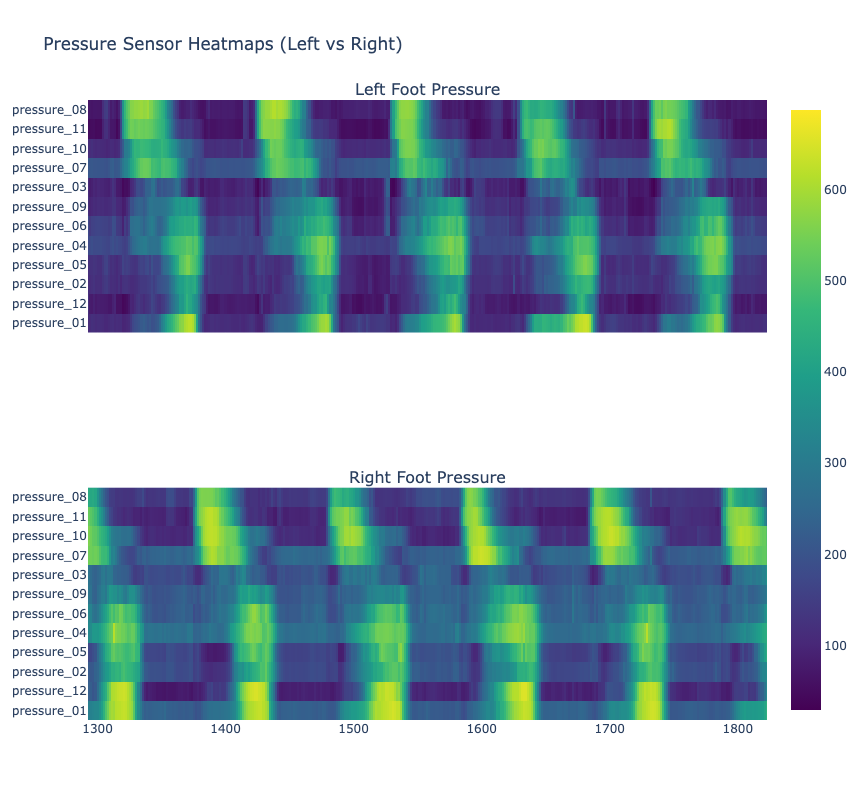 Pressure Sensor Heatmaps (Left vs Right)
Left Foot Pressure
pressure_08
pressure_11
pressure_10
pressure_07
pressure_03
pressure_09
pressure_06
pressure_04
pressure_05
pressure_02
pressure_12
pressure_01
Right Foot Pressure
pressure_08
pressure_11
pressure_10
pressure_07
pressure_03
pressure_09
pressure_06
pressure_04
pressure_05
pressure_02
pressure_12
pressure_01
1300 1400 1500 1600 1700 1800
600
500
400
300
200
100